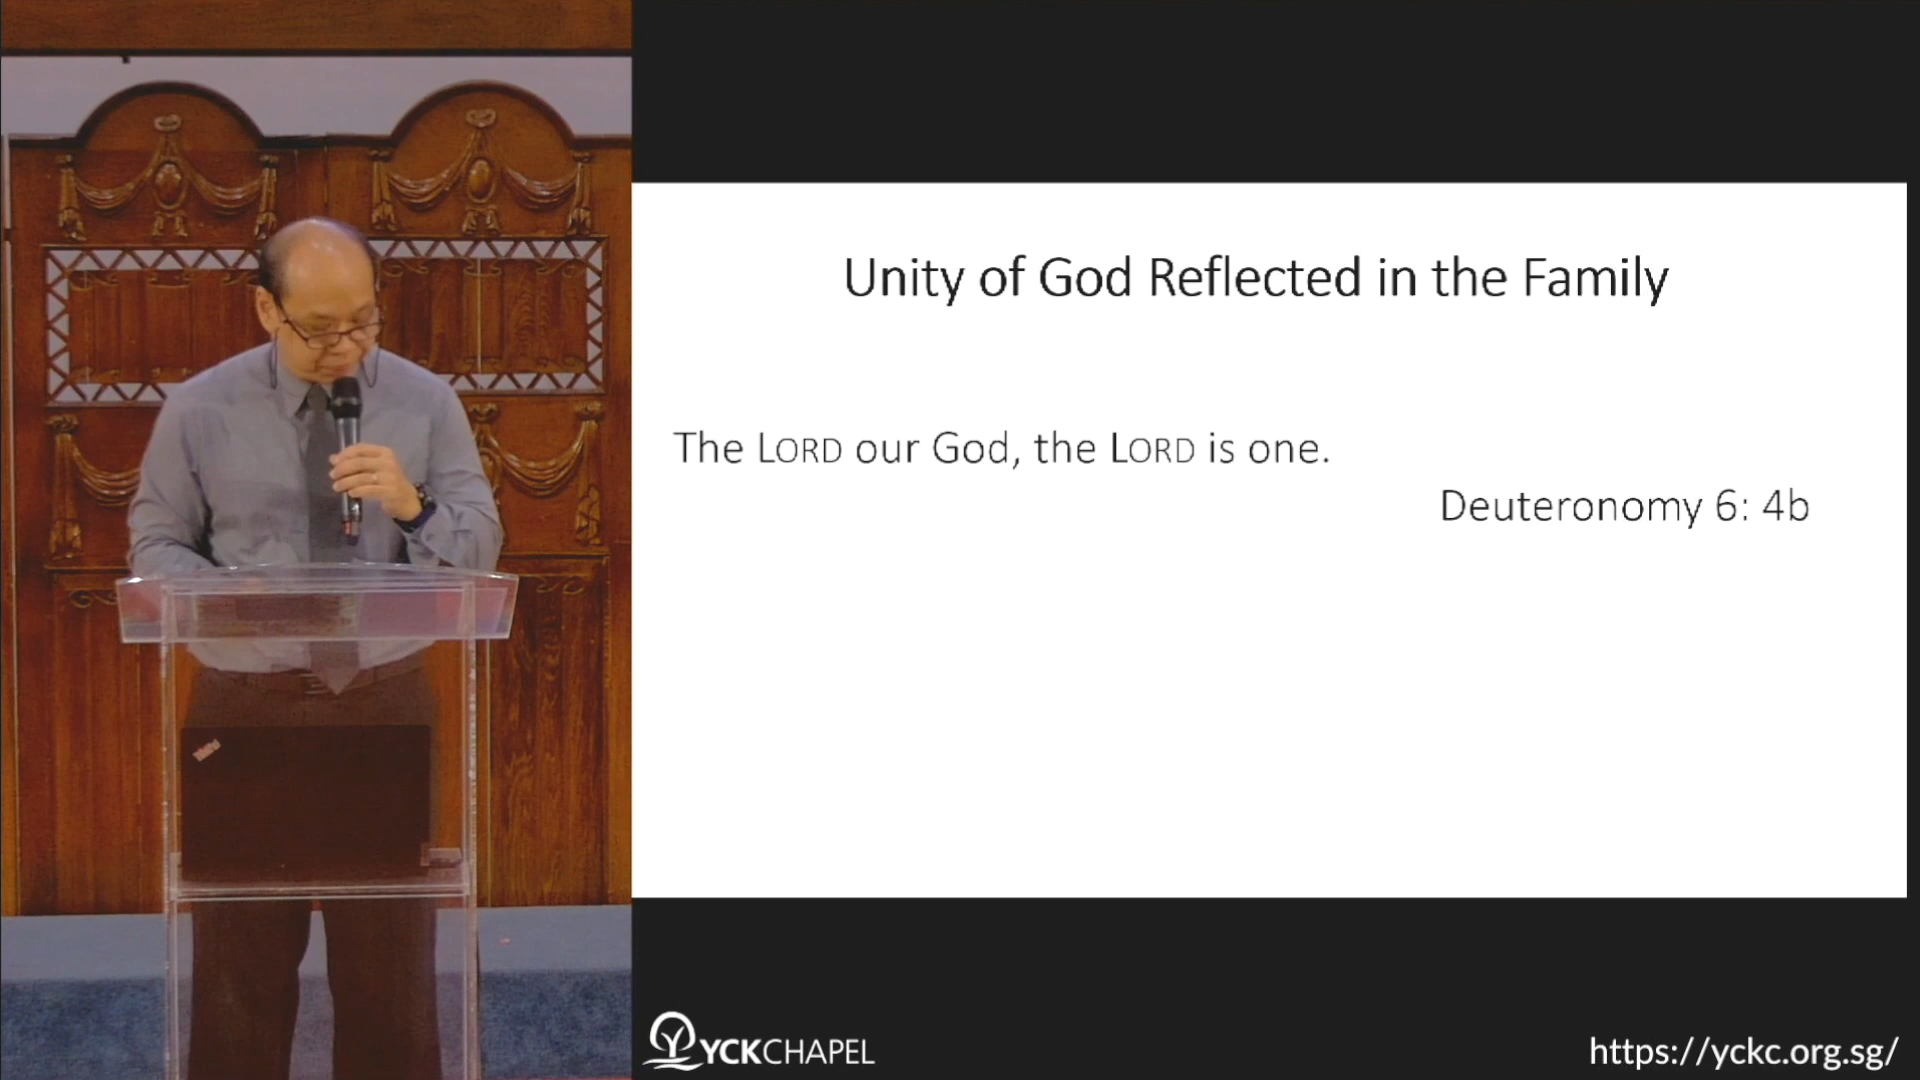 Unity of God Reflected in the Family
The LORD our God, the LORD is one.
Deuteronomy 6: 4b
YCKCHAPEL
https://yckc.org.sg/